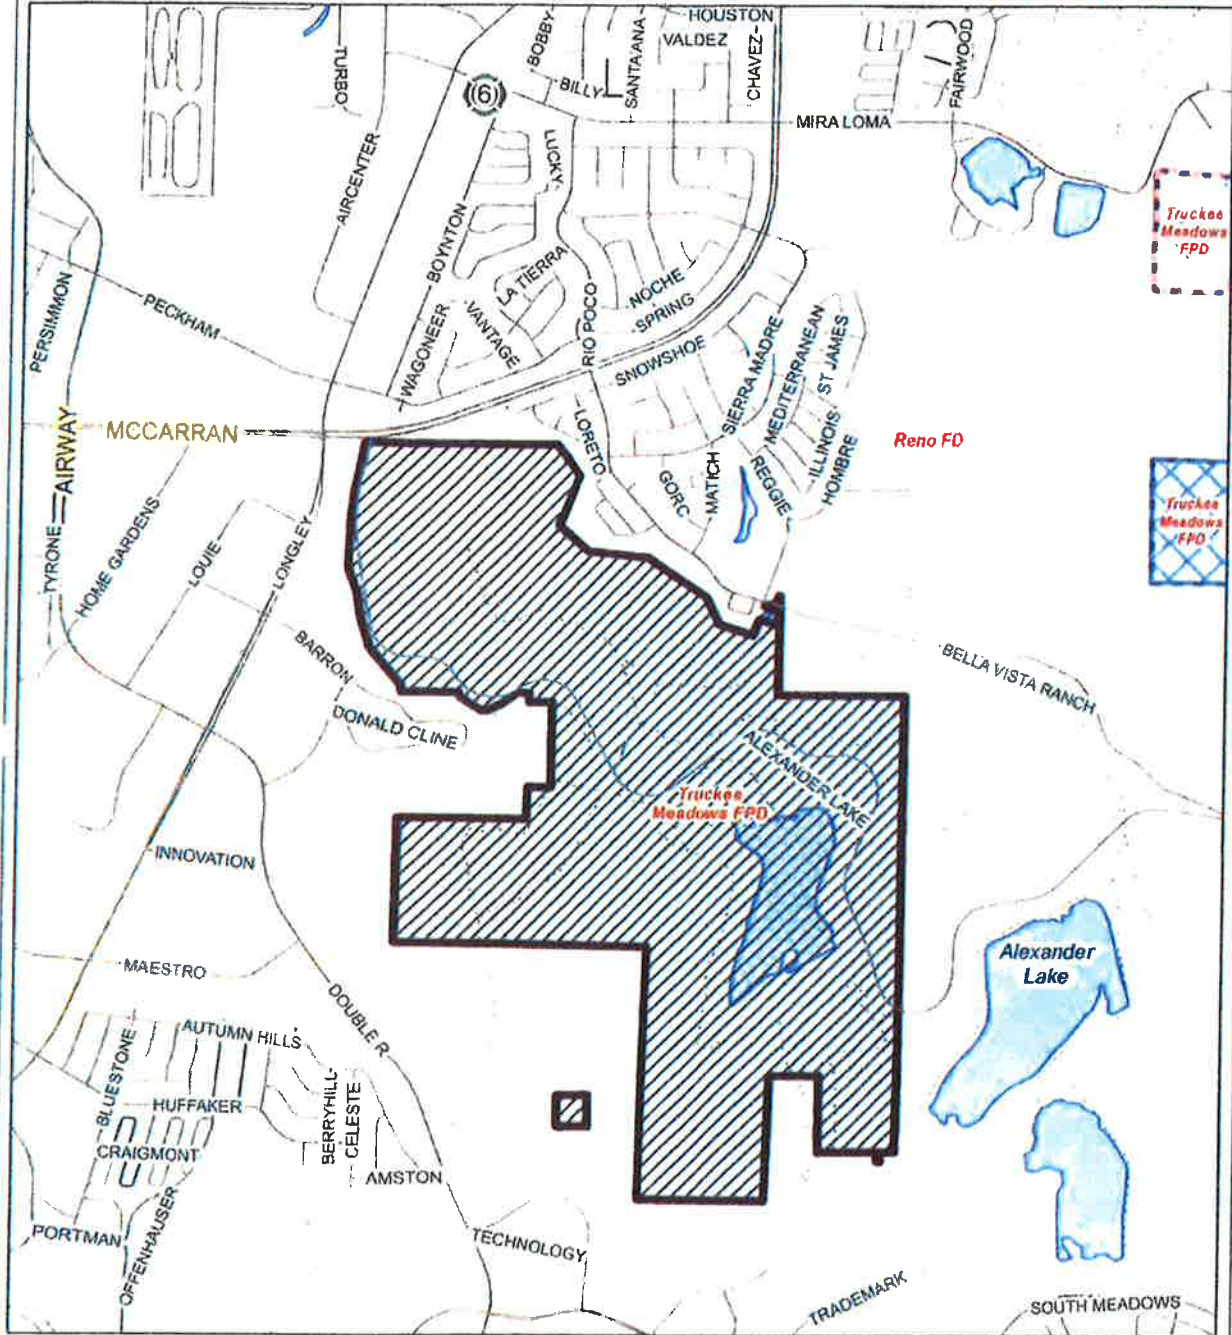 HOUSTON
VALDEZ
BOBBY
SANTA ANA
CHAVEZ
FAIRWOOD
TURBO
BILLY
(6)
MIRA LOMA
AIRCENTER
LUCKY
Truckee
Meadows
FPD
BOYNTON
LA TIERRA
PERSIMMON
PECKHAM
NOCHE
SPRING
RIO POCO
WAGONEER
VANTAGE
SNOWSHOE
SIERRA MADRE
MEDITERRANEAN
ST JAMES
MCCARRAN
AIRWAY
LORETO
Reno FD
ILLINOIS
HOMBRE
MATICH
GORC
REGGIE
Truckee
Meadows
FPD
TYRONE
HOME GARDENS
LOUIE
LONGLEY
BARRON
BELLA VISTA RANCH
DONALD CLINE
ALEXANDER LAKE
Truckee
Meadows FPD
INNOVATION
MAESTRO
Alexander
Lake
DOUBLE R
AUTUMN HILLS
BLUESTONE
HUFFAKER
BERRYHILL
CELESTE
CRAIGMONT
AMSTON
OFFENHAUSER
PORTMAN
TECHNOLOGY
TRADEMARK
SOUTH MEADOWS